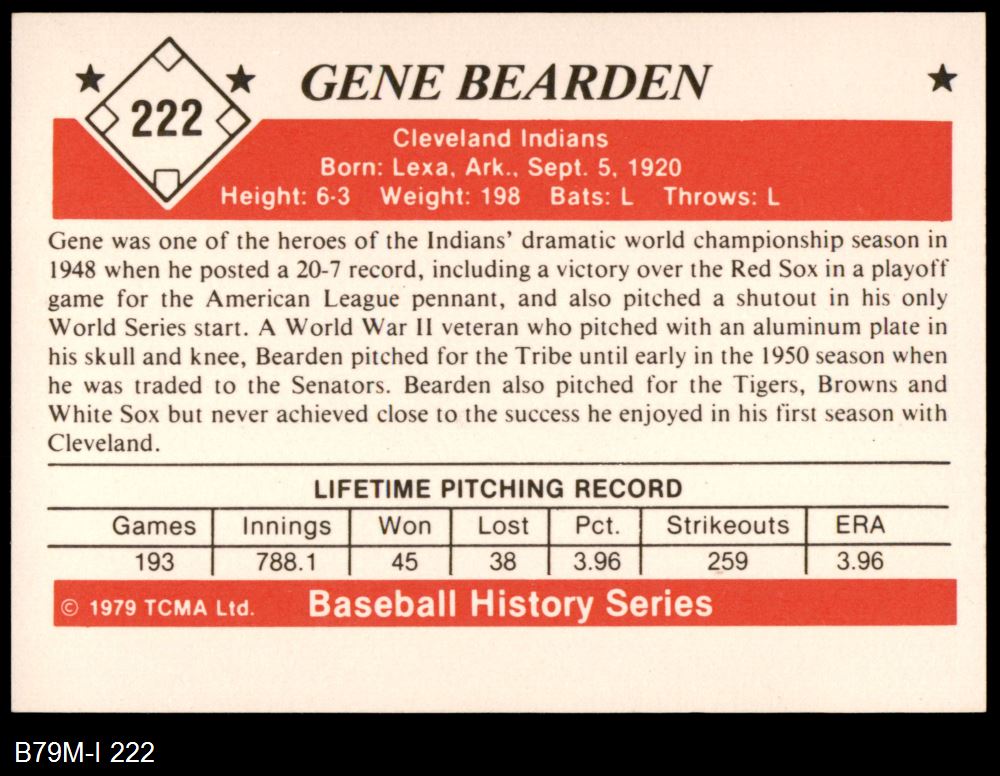 222
GENE BEARDEN
Cleveland Indians
Born: Lexa, Ark., Sept. 5, 1920
Height: 6-3 Weight: 198 Bats: L Throws: L
Gene was one of the heroes of the Indians' dramatic world championship season in
1948 when he posted a 20-7 record, including a victory over the Red Sox in a playoff
game for the American League pennant, and also pitched a shutout in his only
World Series start. A World War II veteran who pitched with an aluminum plate in
his skull and knee, Bearden pitched for the Tribe until early in the 1950 season when
he was traded to the Senators. Bearden also pitched for the Tigers, Browns and
White Sox but never achieved close to the success he enjoyed in his first season with
Cleveland.
LIFETIME PITCHING RECORD
Games Innings Won Lost Pct. Strikeouts ERA
193 788.1 45 38 3.96 259 3.96
© 1979 TCMA Ltd. Baseball History Series
B79M-I 222